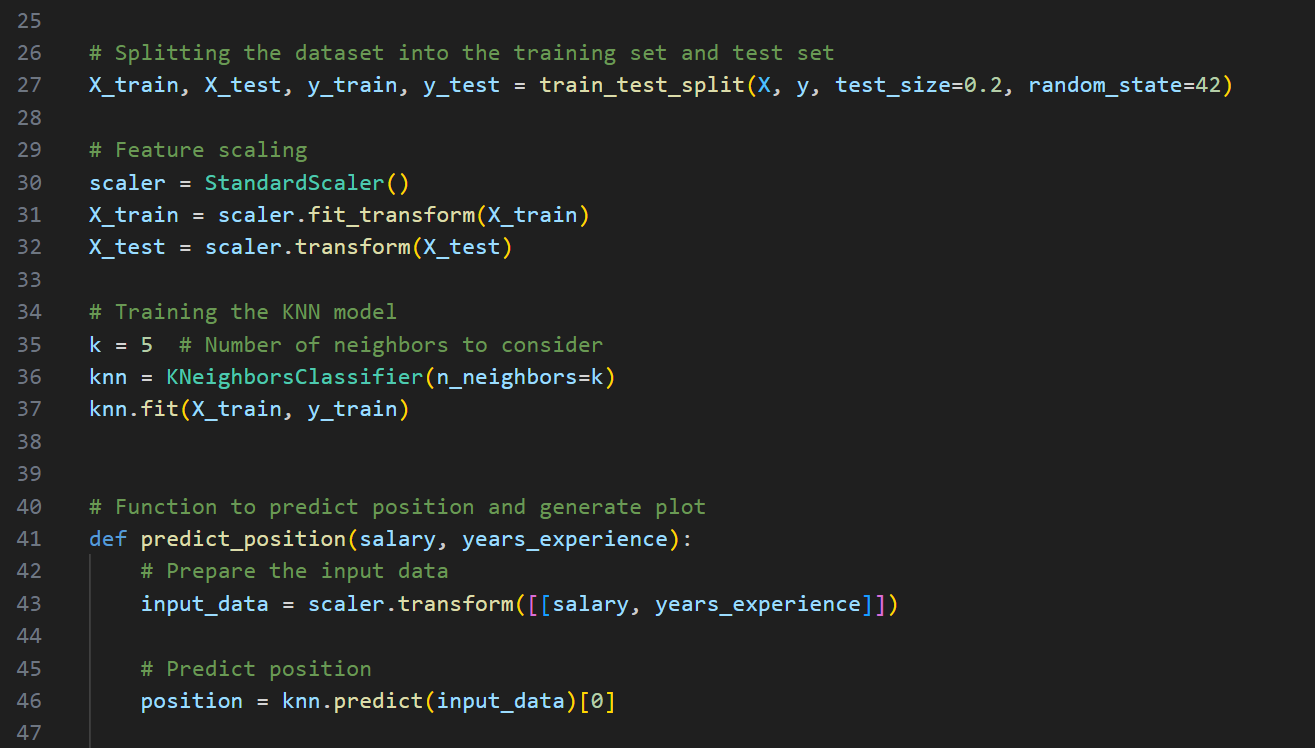 25
26 # Splitting the dataset into the training set and test set
27 X_train, X_test, y_train, y_test = train_test_split(X, y, test_size=0.2, random_state=42)
28
29 # Feature scaling
30 scaler = StandardScaler()
31 X_train = scaler.fit_transform(X_train)
32 X_test = scaler.transform(X_test)
33
34 # Training the KNN model
35 k = 5  # Number of neighbors to consider
36 knn = KNeighborsClassifier(n_neighbors=k)
37 knn.fit(X_train, y_train)
38
39
40 # Function to predict position and generate plot
41 def predict_position(salary, years_experience):
42     # Prepare the input data
43     input_data = scaler.transform([[salary, years_experience]])
44
45     # Predict position
46     position = knn.predict(input_data)[0]
47